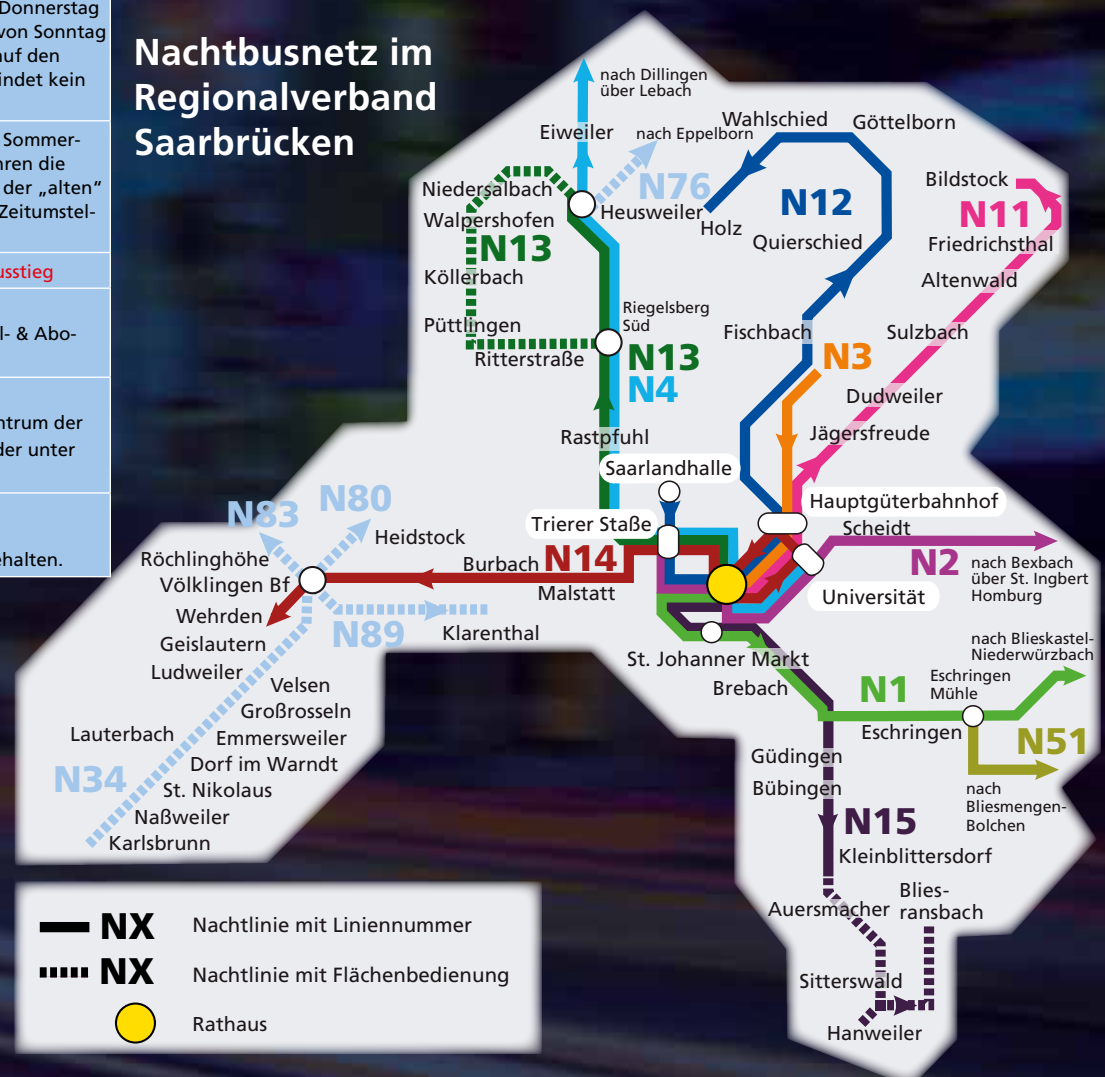 Donnerstag
von Sonntag
auf den
indet kein
Sommer-
hren die
der „alten“
Zeitumstel-
usstieg
l- & Abo-
ntrum der
der unter
ehalten.
Nachtbusnetz im
Regionalverband
Saarbrücken
nach Dillingen
über Lebach
Eiweiler
nach Eppelborn
N76
Wahlschied
Göttelborn
Niedersalbach
Walpershofen
Heusweiler
Holz
N12
Quierschied
Bildstock
N11
Friedrichsthal
Altenwald
N13
Köllerbach
Püttlingen
Ritterstraße
Riegelsberg
Süd
N13
N4
Fischbach
N3
Sulzbach
Dudweiler
Jägersfreude
Rastpfuhl
Saarlandhalle
Trierer Staße
Hauptgüterbahnhof
Scheidt
N2
nach Bexbach
über St. Ingbert
Homburg
Universität
N83
N80
Heidstock
Röchlinghöhe
Völklingen Bf
Burbach
N14
Malstatt
Wehrden
Geislautern
Ludweiler
N89
Klarenthal
St. Johanner Markt
Brebach
nach Blieskastel-
Niederwürzbach
N1
Eschringen
Mühle
Eschringen
N51
nach
Bliesmengen-
Bolchen
Velsen
Großrosseln
Lauterbach
Emmersweiler
Dorf im Warndt
N34
St. Nikolaus
Naßweiler
Karlsbrunn
Güdingen
Bübingen
N15
Kleinblittersdorf
Auersmacher
Blies-
ransbach
Sitterswald
Hanweiler
NX Nachtlinie mit Liniennummer
NX Nachtlinie mit Flächenbedienung
Rathaus